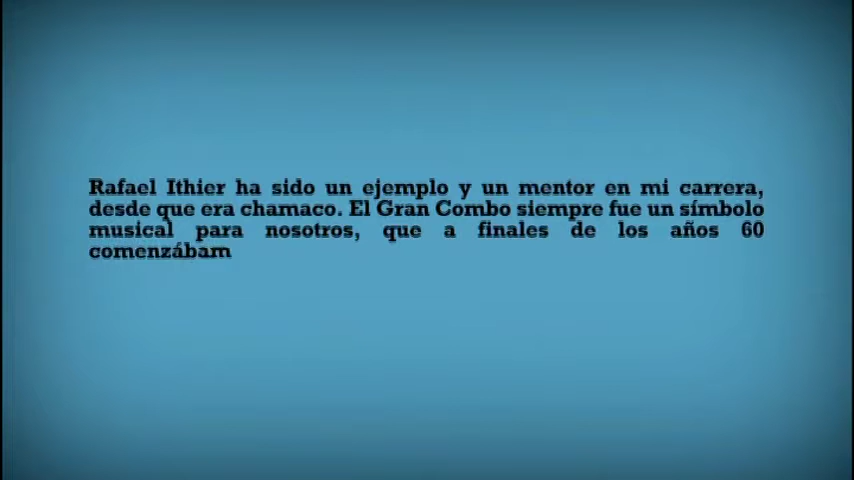 Rafael Ithier ha sido un ejemplo y un mentor en mi carrera,
desde que era chamaco. El Gran Combo siempre fue un símbolo
musical para nosotros, que a finales de los años 60
comenzábam